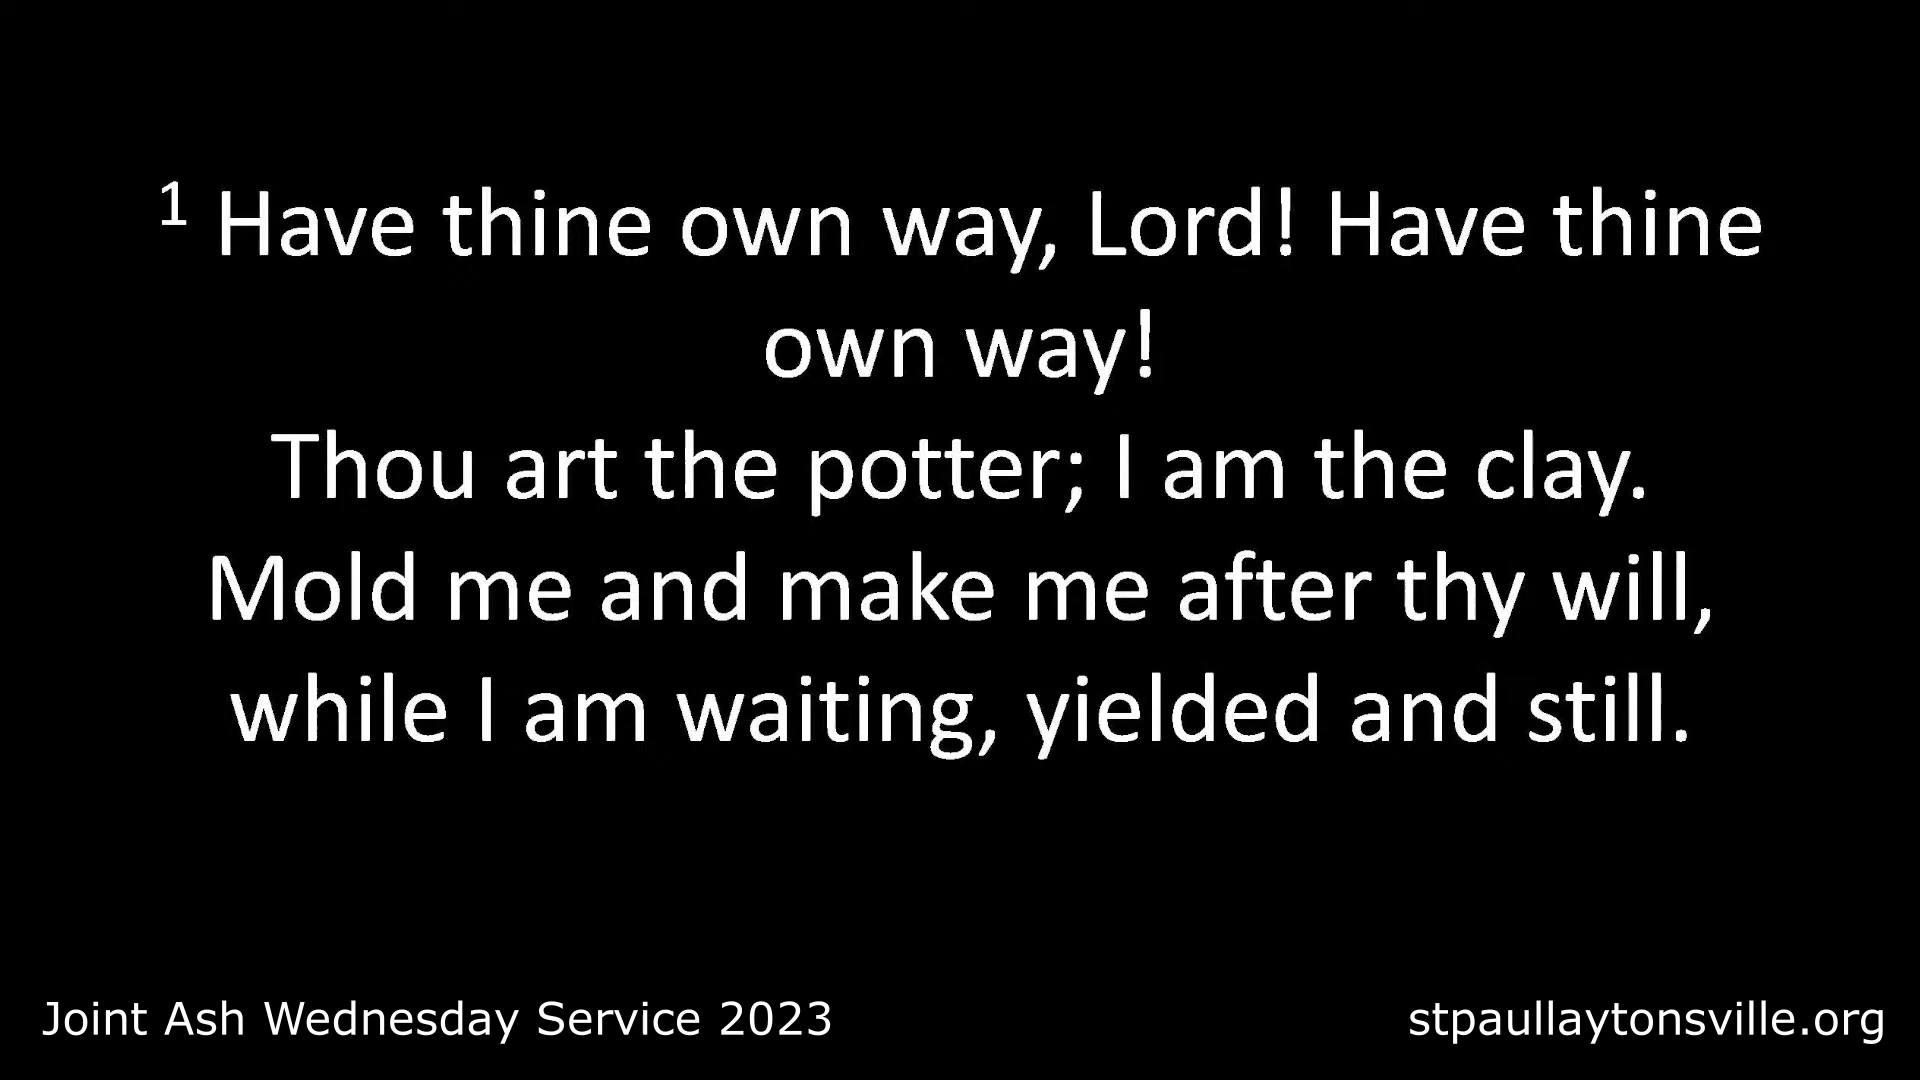 1 Have thine own way, Lord! Have thine
own way!
Thou art the potter; I am the clay.
Mold me and make me after thy will,
while I am waiting, yielded and still.
Joint Ash Wednesday Service 2023
stpaullaytonsville.org